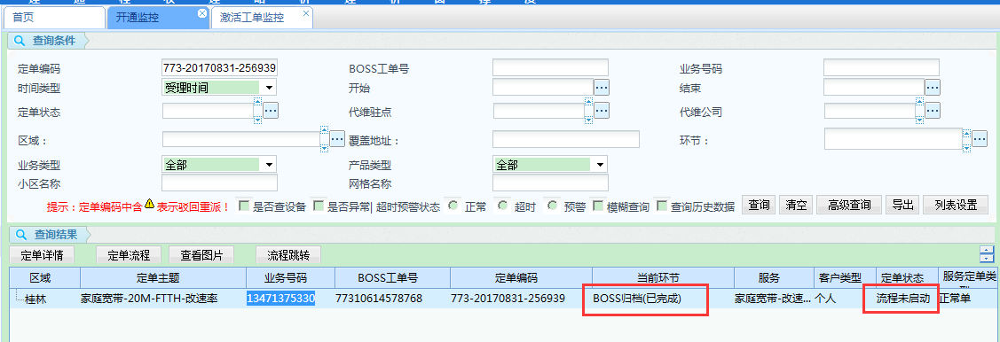 首页 开通监控 激活工单监控
查询条件
定单编码 773-20170831-256939 BOSS工单号 业务号码
时间类型 受理时间 开始 结束
定单状态 代维驻点 代维公司
区域： 覆盖地址： 环节：
业务类型 全部 产品类型 全部
小区名称 网格名称
提示：定单编码中含 表示驳回重派！ 是否查设备 是否异常| 超时预警状态 正常 超时 预警 模糊查询 查询历史数据 查询 清空 高级查询 导出 列表设置
查询结果
定单详情 定单流程 查看图片 流程跳转
区域 定单主题 业务号码 BOSS工单号 定单编码 当前环节 服务 客户类型 定单状态 服务定单类
桂林 家庭宽带-20M-FTTH-改速率 13471375330 77310614578768 773-20170831-256939 BOSS归档(已完成) 家庭宽带-改速... 个人 流程未启动 正常单